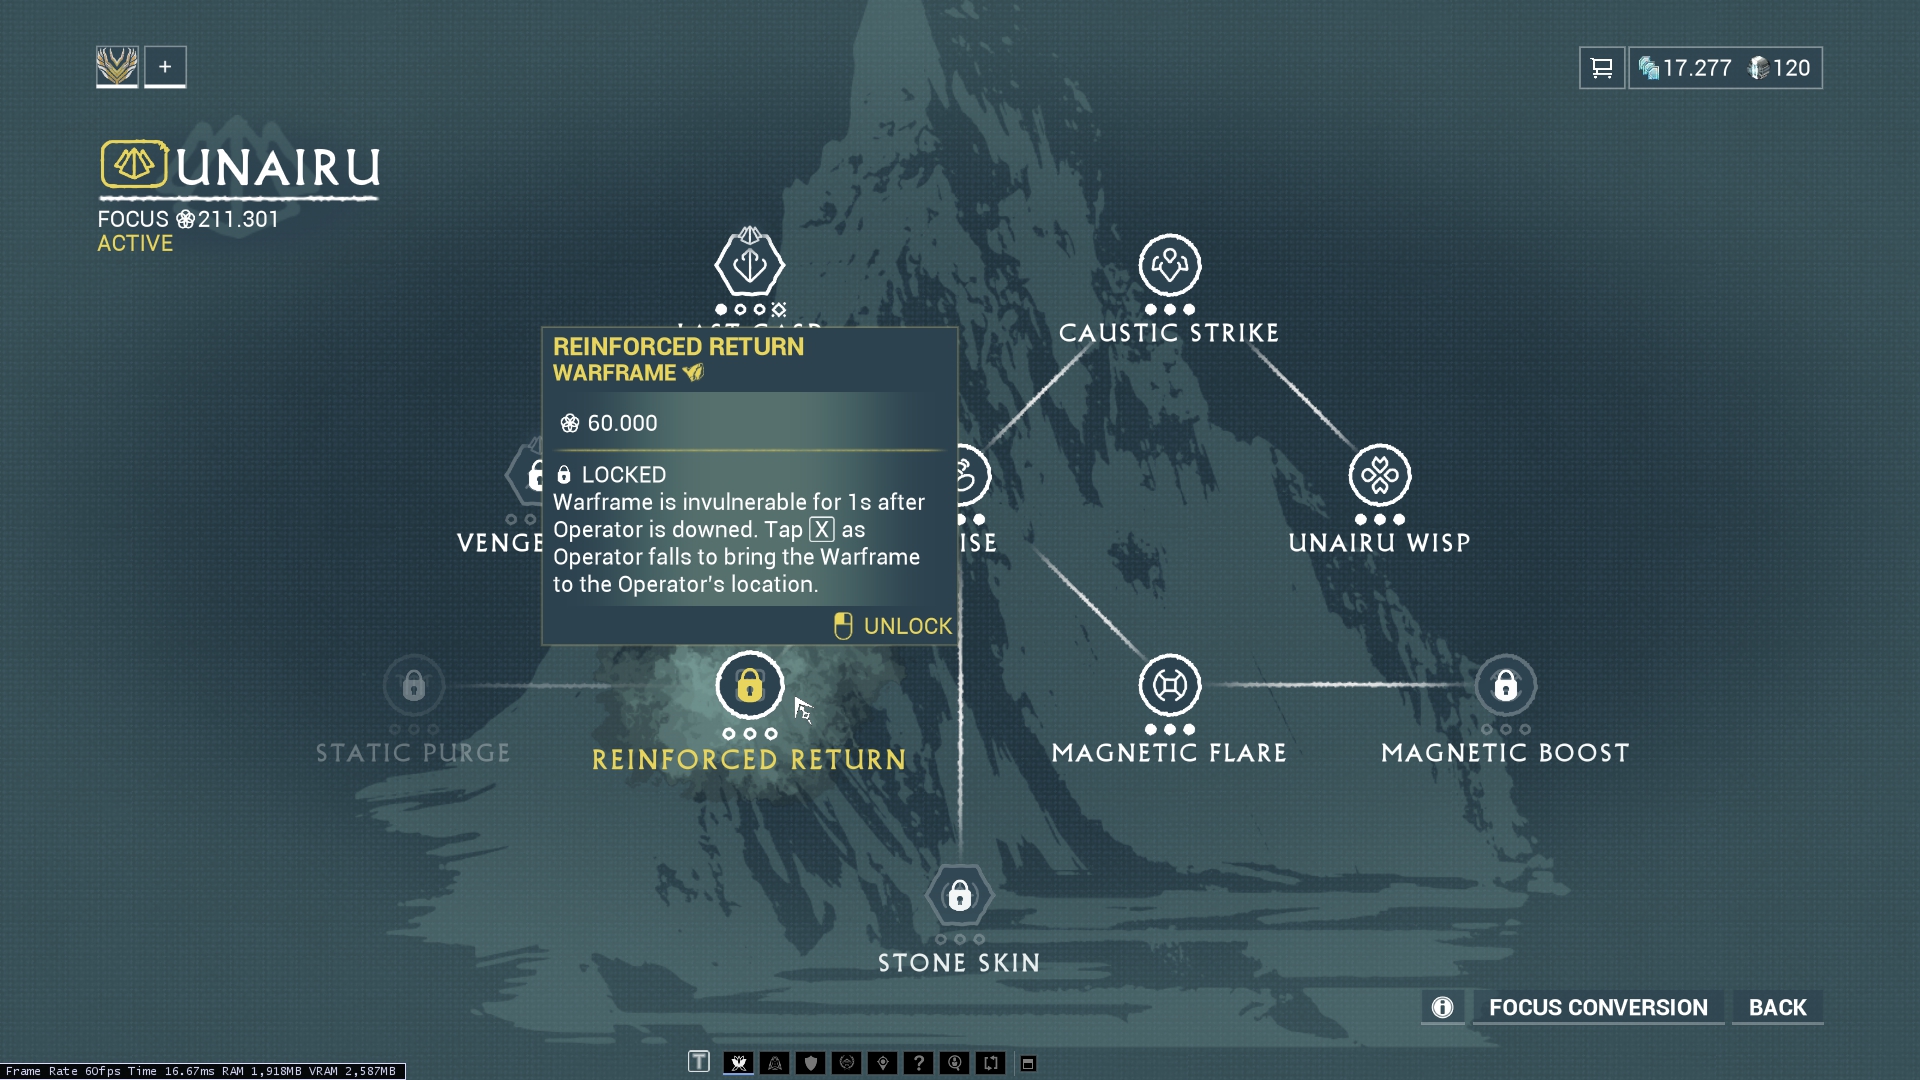 +
17.277 120
UNAIRU
FOCUS 211.301
ACTIVE
CAUSTIC STRIKE
REINFORCED RETURN
WARFRAME
60.000
LOCKED
Warframe is invulnerable for 1s after
Operator is downed. Tap X as
Operator falls to bring the Warframe
to the Operator's location.
UNLOCK
VENGE
ISE
UNAIRU WISP
STATIC PURGE
REINFORCED RETURN
MAGNETIC FLARE
MAGNETIC BOOST
STONE SKIN
FOCUS CONVERSION
BACK
T
?
Frame Rate 60fps Time 16.67ms RAM 1,918MB VRAM 2,587MB